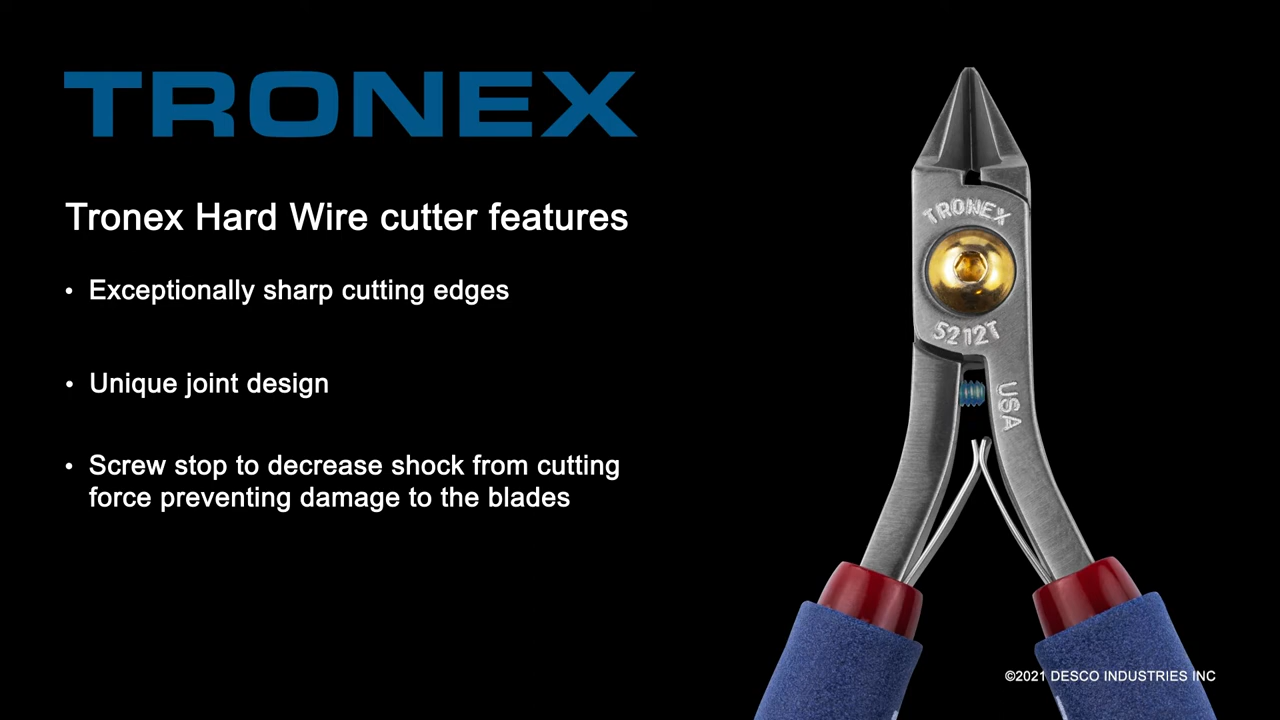 TRONEX
Tronex Hard Wire cutter features
• Exceptionally sharp cutting edges
• Unique joint design
• Screw stop to decrease shock from cutting
force preventing damage to the blades
TRONEX
5212T
USA
©2021 DESCO INDUSTRIES INC